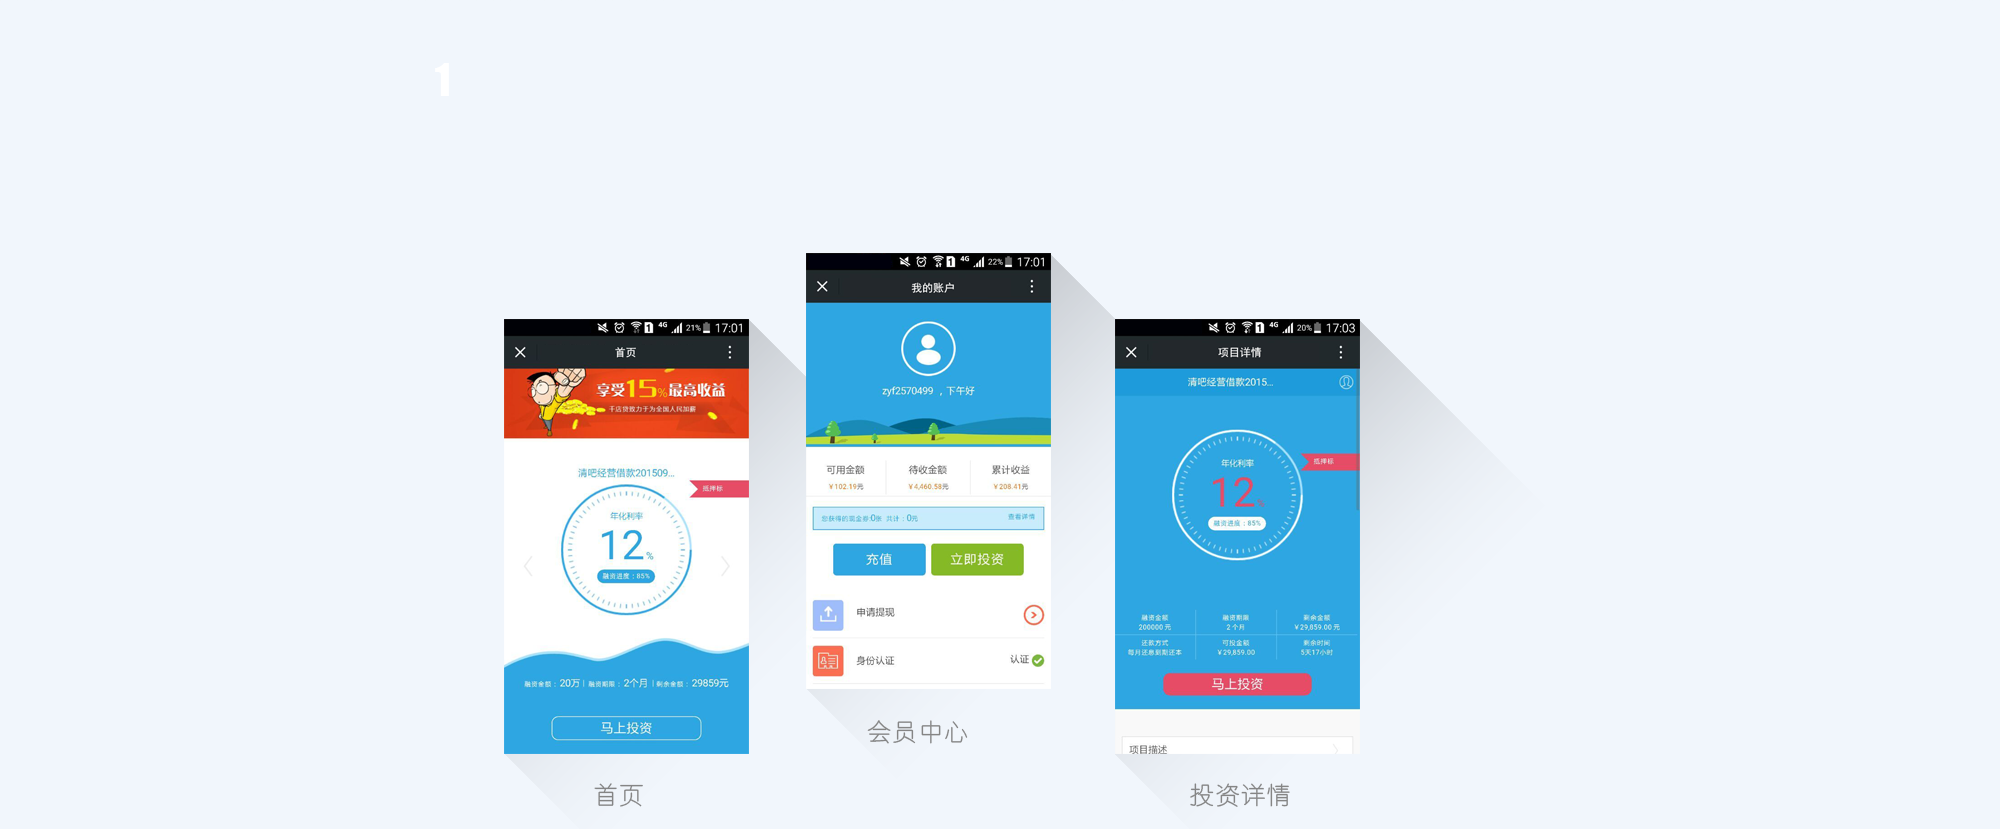 1
4G 21% 17:01
首页
享受15%最高收益
千店贷致力于为全国人民加薪
清吧经营借款201509...
抵押标
年化利率
12%
融资进度：85%
融资金额：20万 | 融资期限：2个月 | 剩余金额：29859元
马上投资
首页
4G 22% 17:01
我的账户
zyf2570499 ，下午好
可用金额 待收金额 累计收益
￥102.19元 ￥4,460.58元 ￥208.41元
您获得的现金券0张 共计：0元 查看详情
充值 立即投资
申请提现
身份认证 认证
会员中心
4G 20% 17:03
项目详情
清吧经营借款2015...
抵押标
年化利率
12%
融资进度：85%
融资金额 融资期限 剩余金额
200000 元 2 个月 ￥29,859.00 元
还款方式 可投金额 剩余时间
每月还息到期还本 ￥29,859.00 5天17小时
马上投资
项目描述
投资详情